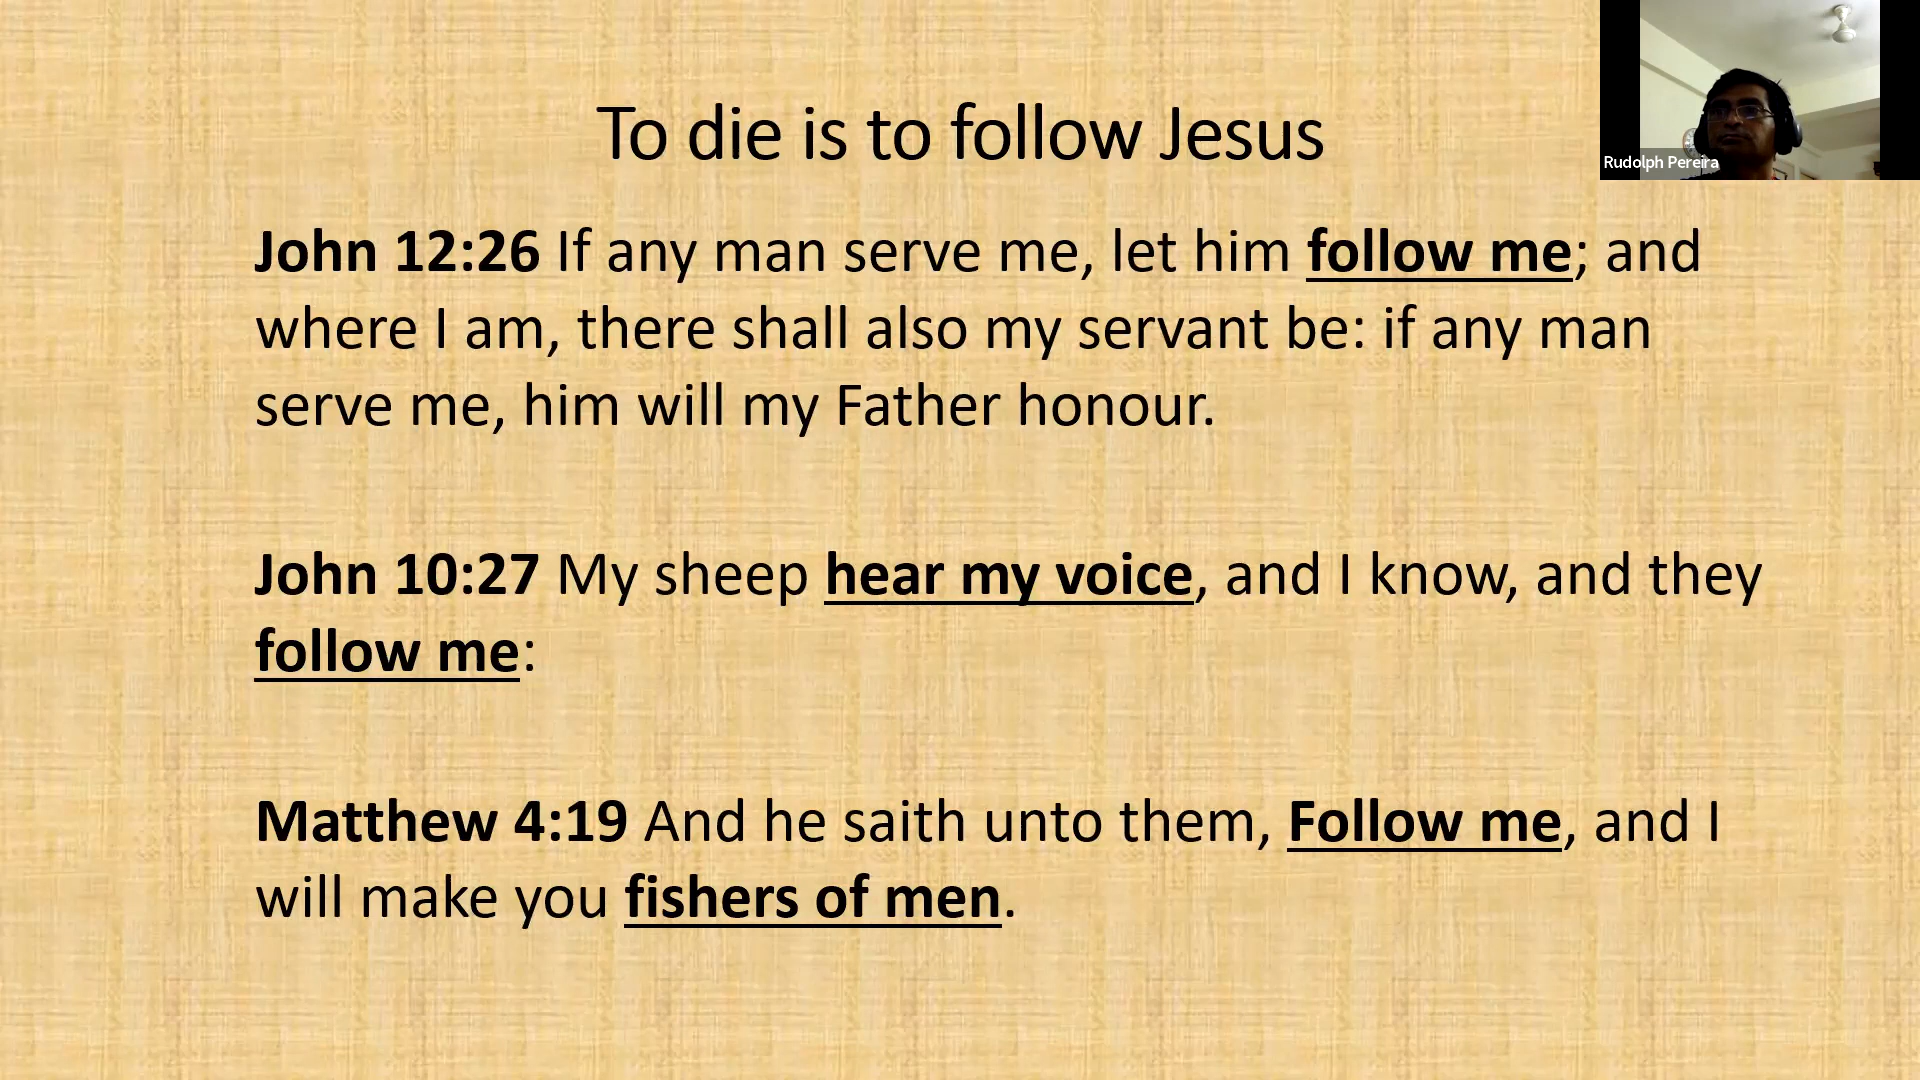 To die is to follow Jesus
Rudolph Pereira
John 12:26 If any man serve me, let him follow me; and
where I am, there shall also my servant be: if any man
serve me, him will my Father honour.
John 10:27 My sheep hear my voice, and I know, and they
follow me:
Matthew 4:19 And he saith unto them, Follow me, and I
will make you fishers of men.